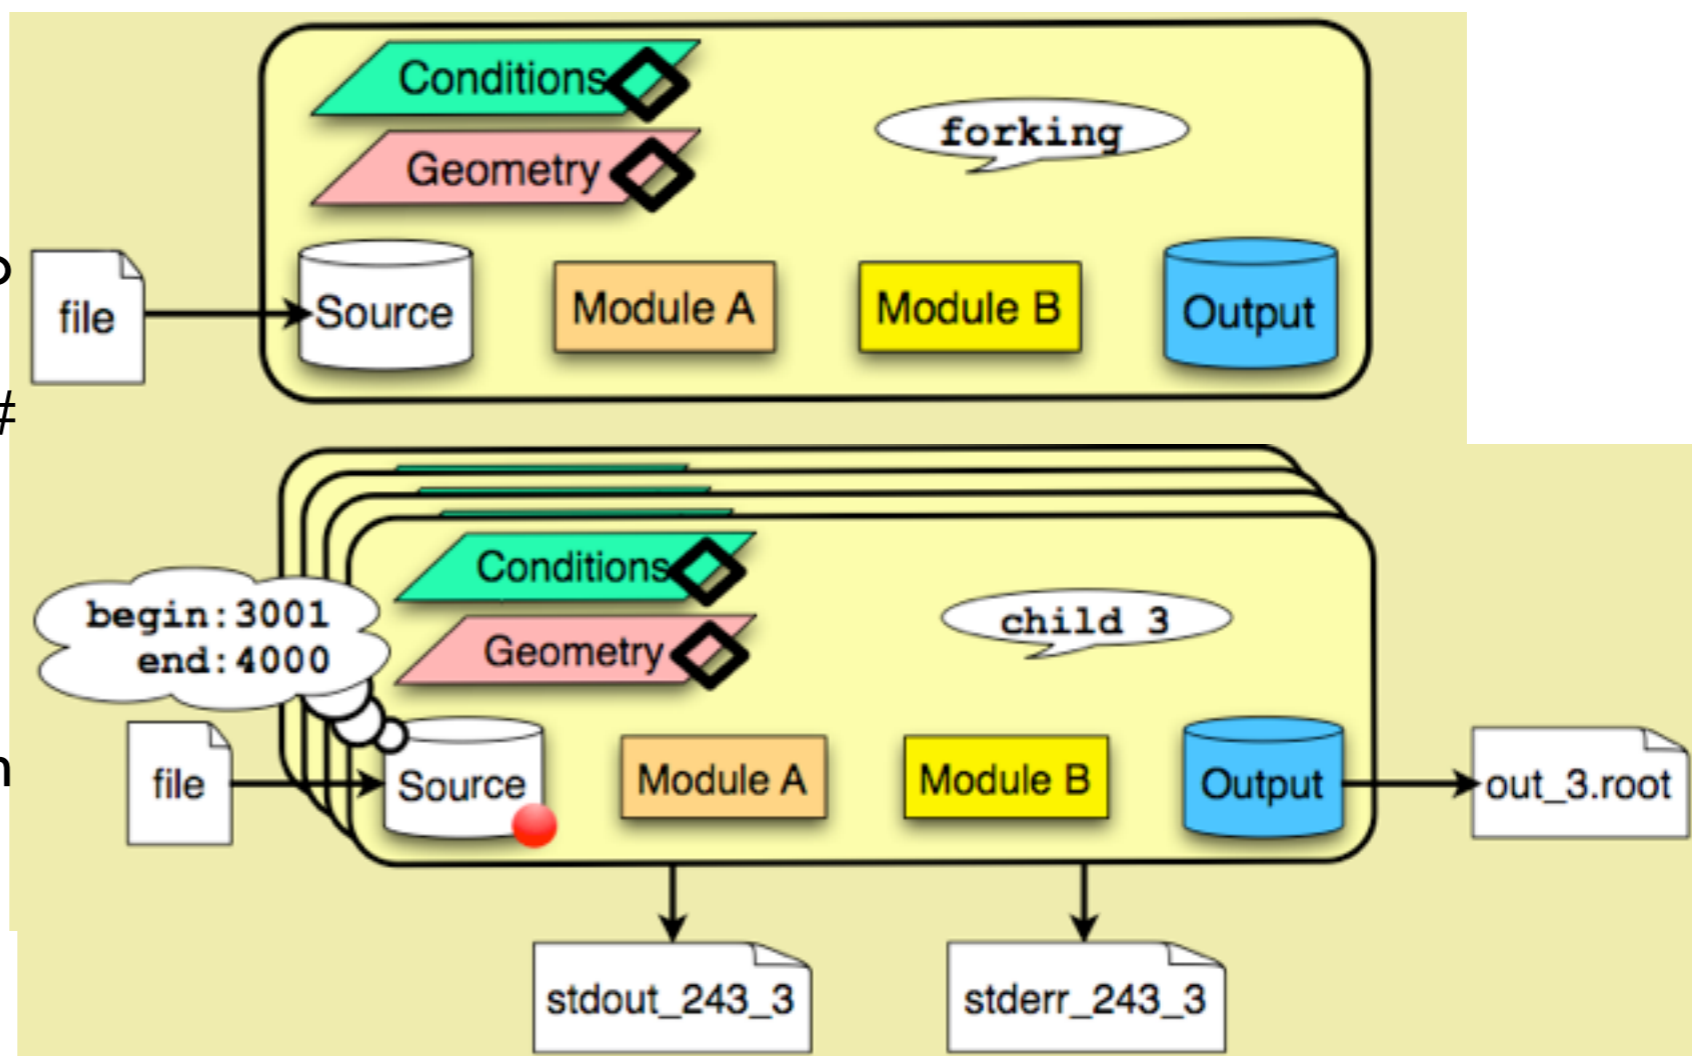 Conditions
forking
Geometry
file
Source
Module A
Module B
Output
#
Conditions
begin:3001
end:4000
child 3
Geometry
file
Source
Module A
Module B
Output
out_3.root
stdout_243_3
stderr_243_3